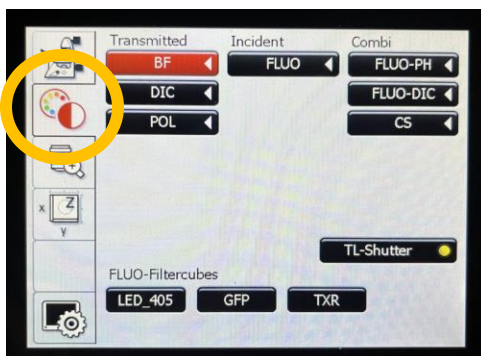 Transmitted Incident Combi
BF FLUO FLUO-PH
DIC FLUO-DIC
POL CS
x Z
y
TL-Shutter
FLUO-Filtercubes
LED_405 GFP TXR